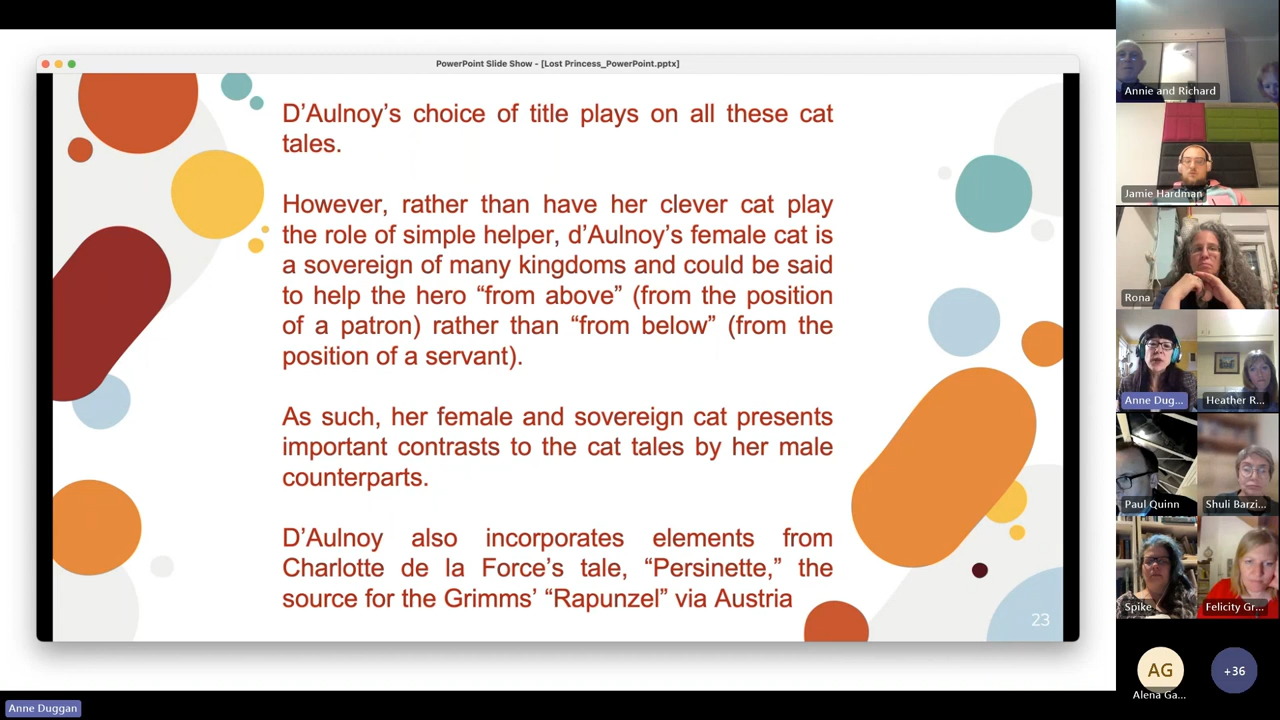 PowerPoint Slide Show - [Lost Princess_PowerPoint.pptx]
D'Aulnoy's choice of title plays on all these cat
tales.
However, rather than have her clever cat play
the role of simple helper, d'Aulnoy's female cat is
a sovereign of many kingdoms and could be said
to help the hero “from above” (from the position
of a patron) rather than “from below” (from the
position of a servant).
As such, her female and sovereign cat presents
important contrasts to the cat tales by her male
counterparts.
D'Aulnoy also incorporates elements from
Charlotte de la Force's tale, “Persinette,” the
source for the Grimms' “Rapunzel” via Austria
23
Annie and Richard
Jamie Hardman
Rona
Anne Dug...
Heather R...
Paul Quinn
Shuli Barzi...
Spike
Felicity Gr...
AG
Alena Ga...
+36
Anne Duggan